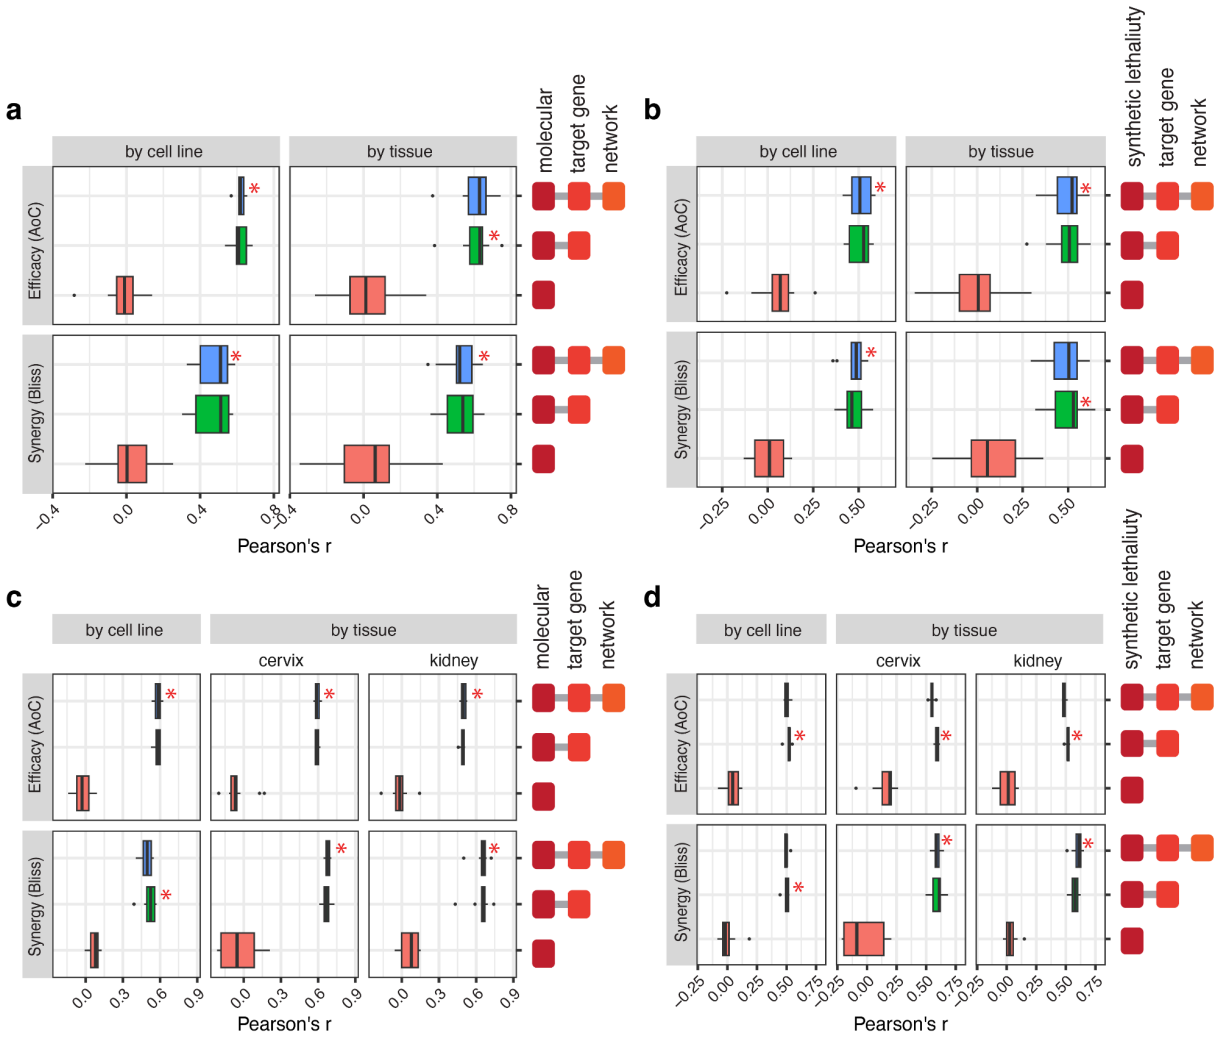 a
by cell line
by tissue
molecular
target gene
network
Efficacy (AoC)
*
*
Synergy (Bliss)
*
*
−0.4
0.0
0.4
0.8
−0.4
0.0
0.4
0.8
Pearson's r
b
by cell line
by tissue
synthetic lethaliuty
target gene
network
Efficacy (AoC)
*
*
Synergy (Bliss)
*
*
−0.25
0.00
0.25
0.50
−0.25
0.00
0.25
0.50
Pearson's r
c
by cell line
by tissue
cervix
kidney
molecular
target gene
network
Efficacy (AoC)
*
*
*
Synergy (Bliss)
*
*
*
0.0
0.3
0.6
0.9
0.0
0.3
0.6
0.9
0.0
0.3
0.6
0.9
Pearson's r
d
by cell line
by tissue
cervix
kidney
synthetic lethaliuty
target gene
network
Efficacy (AoC)
*
*
*
Synergy (Bliss)
*
*
*
−0.25
0.00
0.25
0.50
0.75
−0.25
0.00
0.25
0.50
0.75
−0.25
0.00
0.25
0.50
0.75
Pearson's r